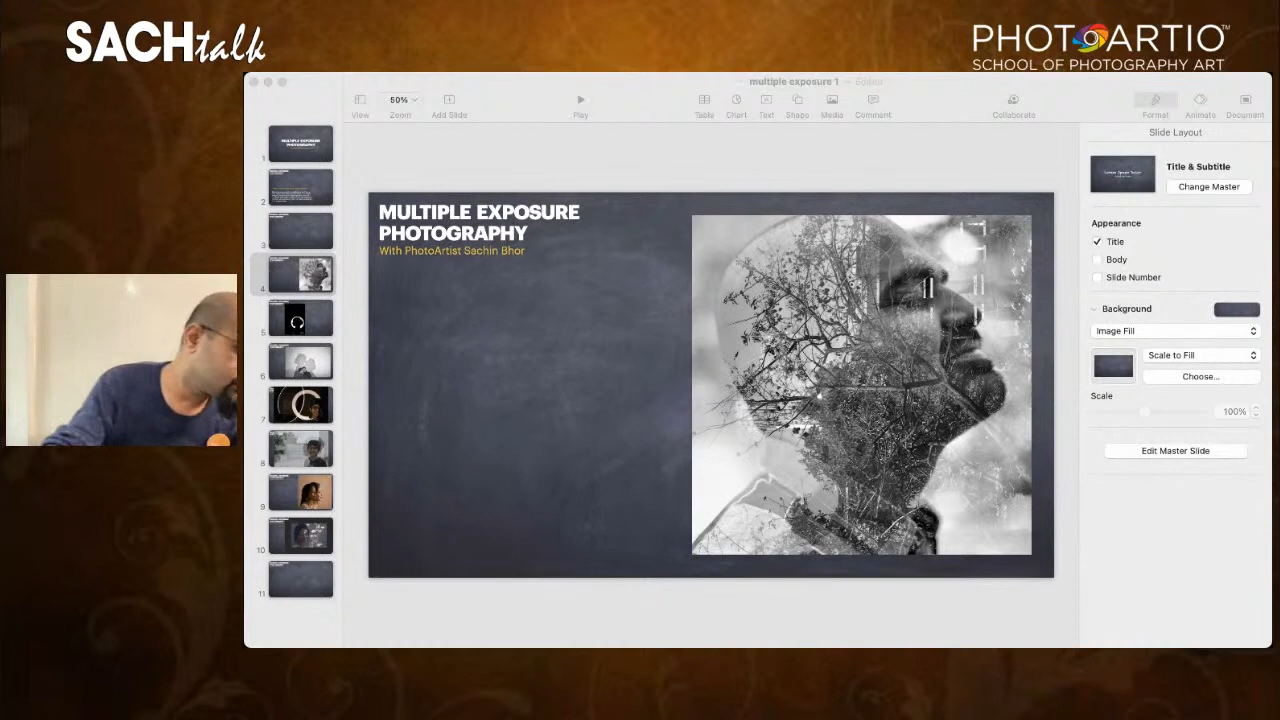 SACHtalk
PHOTOARTIO™
SCHOOL OF PHOTOGRAPHY ART
multiple exposure 1 — Edited
50%
View
Zoom
Add Slide
Play
Table
Chart
Text
Shape
Media
Comment
Collaborate
Format
Animate
Document
1
2
3
4
5
6
7
8
9
10
11
MULTIPLE EXPOSURE
PHOTOGRAPHY
With PhotoArtist Sachin Bhor
Slide Layout
Title & Subtitle
Change Master
Appearance
Title
Body
Slide Number
Background
Image Fill
Scale to Fill
Choose...
Scale
100%
Edit Master Slide